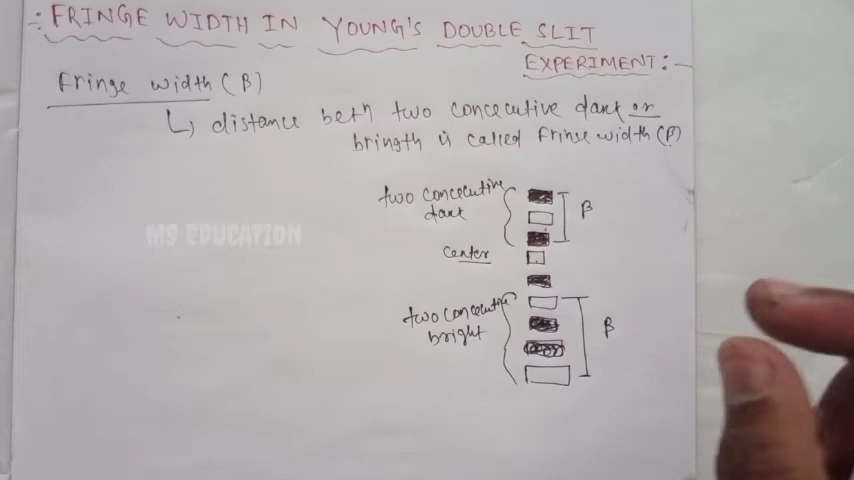 :- FRINGE WIDTH IN YOUNG'S DOUBLE SLIT
EXPERIMENT:-
Fringe width (β)
↳ distance betn two concecutive dark or
bringth is called frinse width (β)
two concecutive
dark
β
center
two concecutive
bright
β
MS EDUCATION